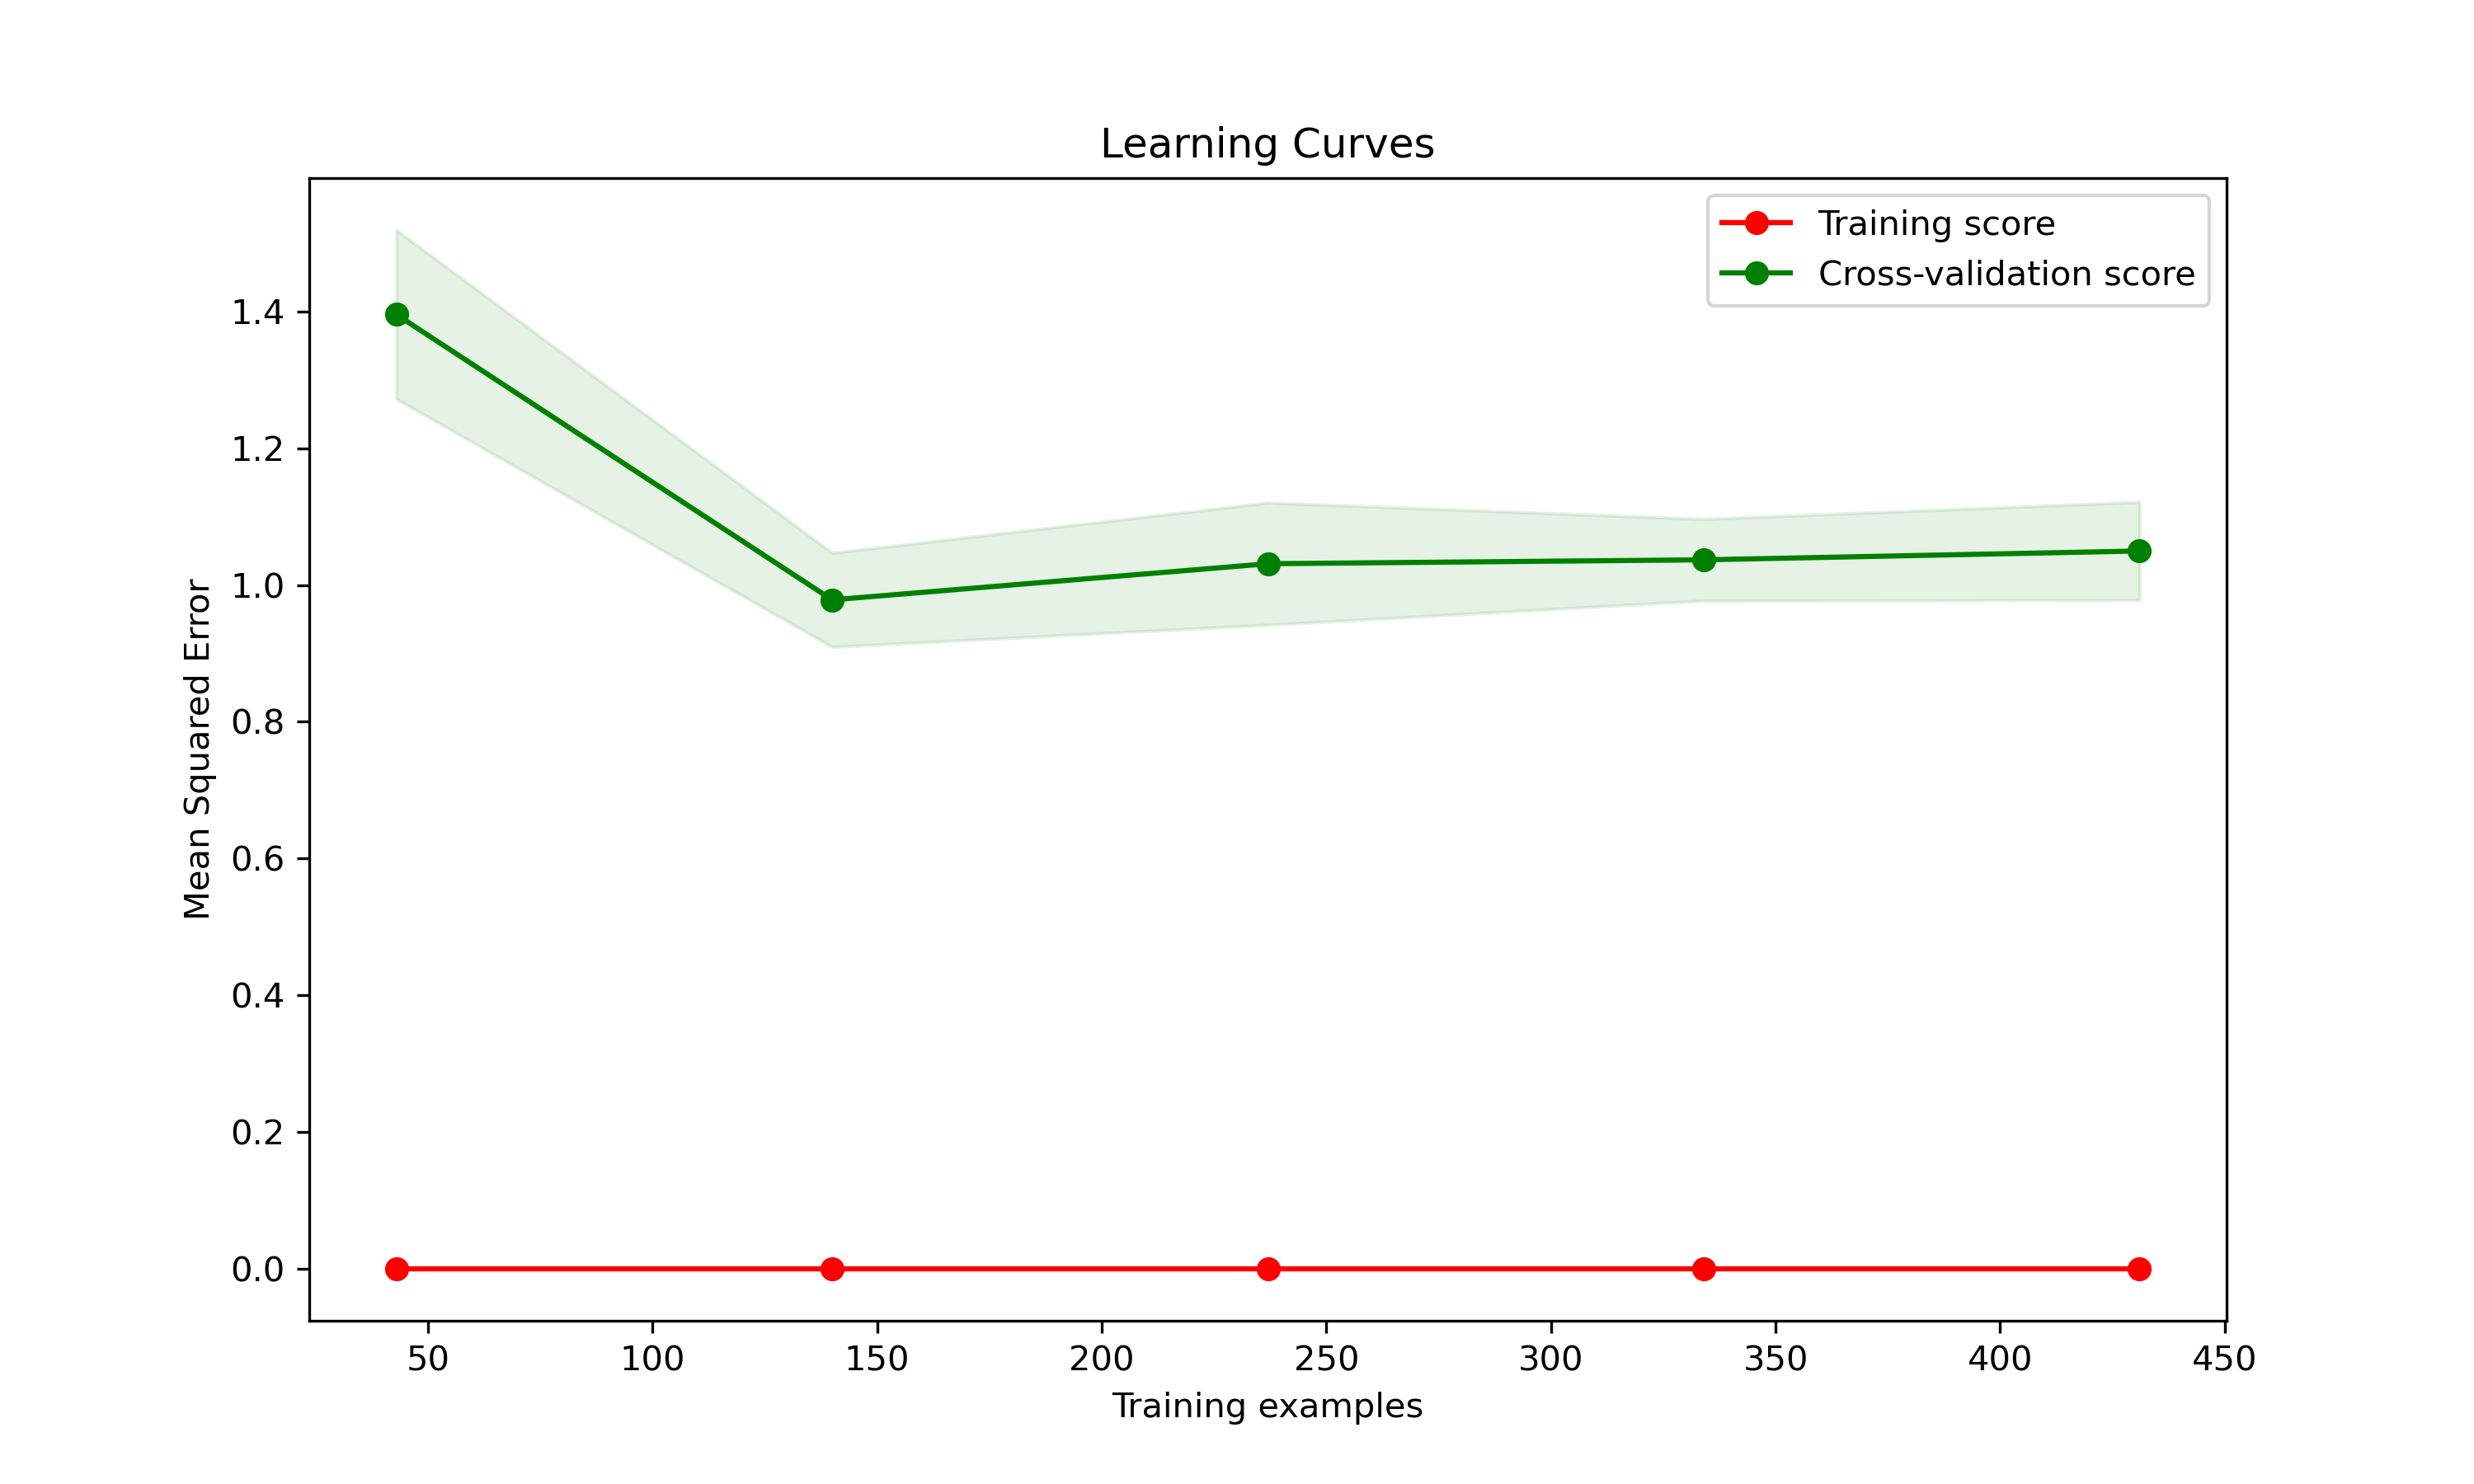 Learning Curves
Training score
Cross-validation score
Mean Squared Error
1.4
1.2
1.0
0.8
0.6
0.4
0.2
0.0
50 100 150 200 250 300 350 400 450
Training examples